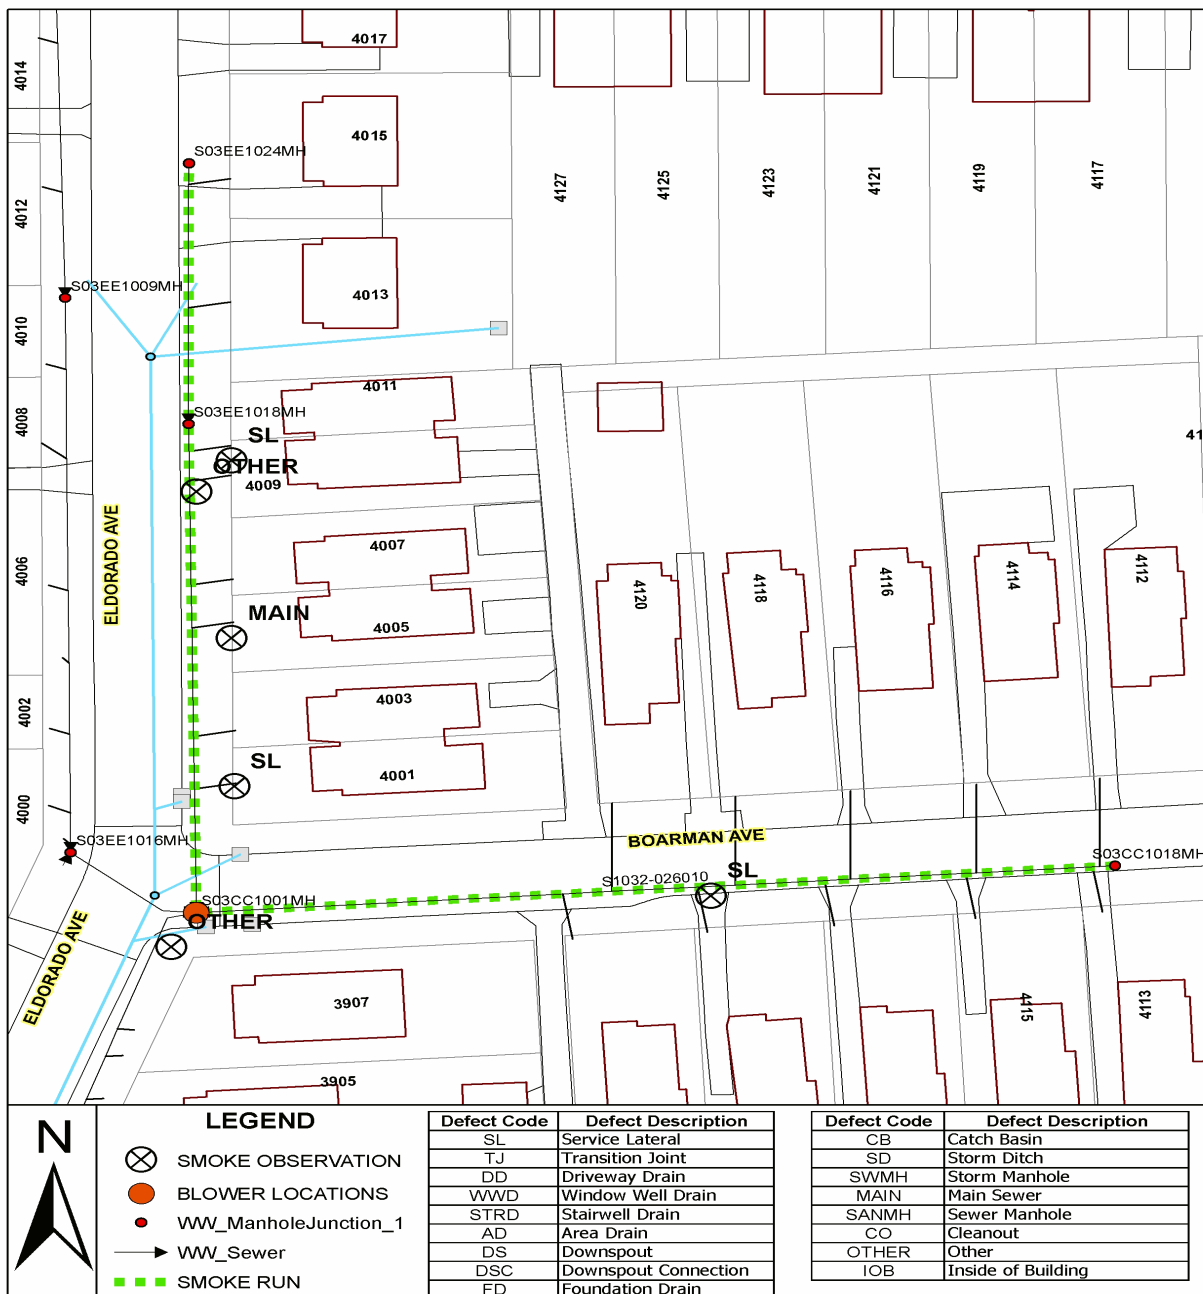 4017
4014
4015
S03EE1024MH
4127
4125
4123
4121
4119
4117
4012
S03EE1009MH
4013
4010
4011
S03EE1018MH
4008
SL
OTHER
4009
41
ELDORADO AVE
4007
4006
4120
4118
4116
4114
4112
MAIN
4005
4003
4002
SL
4001
4000
BOARMAN AVE
S03EE1016MH
S03CC1018MH
S1032-026010
SL
S03CC1001MH
OTHER
ELDORADO AVE
3907
4115
4113
3905
N
LEGEND
SMOKE OBSERVATION
BLOWER LOCATIONS
WW_ManholeJunction_1
WW_Sewer
SMOKE RUN
Defect Code Defect Description
SL Service Lateral
TJ Transition Joint
DD Driveway Drain
WWD Window Well Drain
STRD Stairwell Drain
AD Area Drain
DS Downspout
DSC Downspout Connection
FD Foundation Drain
Defect Code Defect Description
CB Catch Basin
SD Storm Ditch
SWMH Storm Manhole
MAIN Main Sewer
SANMH Sewer Manhole
CO Cleanout
OTHER Other
IOB Inside of Building